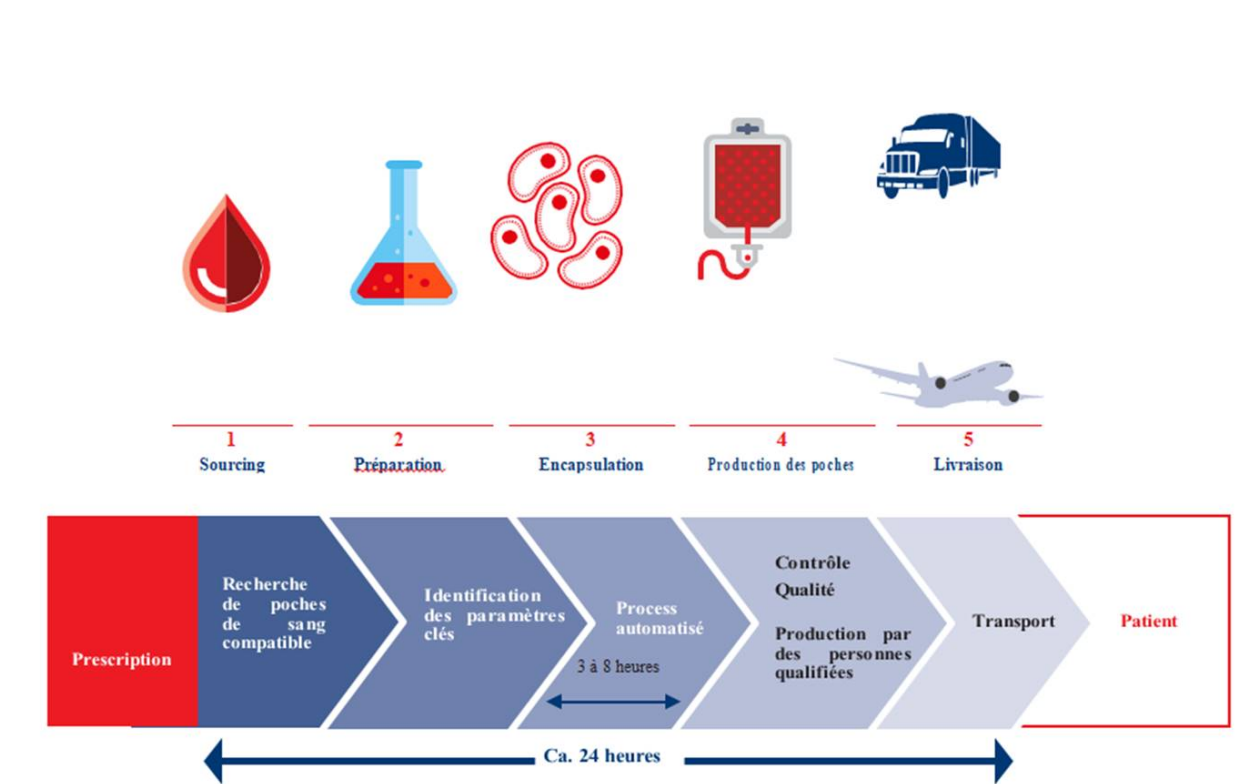 1
Sourcing
2
Préparation
3
Encapsulation
4
Production des poches
5
Livraison
Prescription
Recherche
de poches
de sang
compatible
Identification
des paramètres
clés
Process
automatisé
3 à 8 heures
Contrôle
Qualité
Production par
des personnes
qualifiées
Transport
Patient
Ca. 24 heures